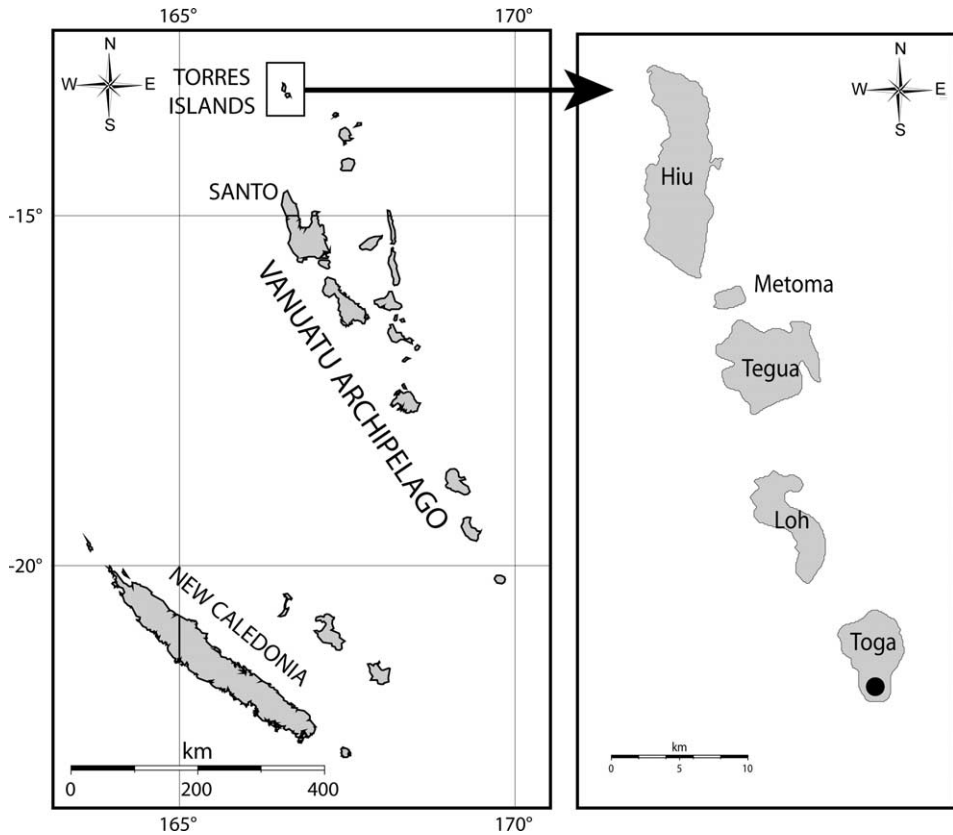 165°
170°
N
W
E
S
TORRES
ISLANDS
SANTO
-15°
VANUATU ARCHIPELAGO
-20°
NEW CALEDONIA
km
0
200
400
165°
170°
N
W
E
S
Hiu
Metoma
Tegua
Loh
Toga
km
0
5
10